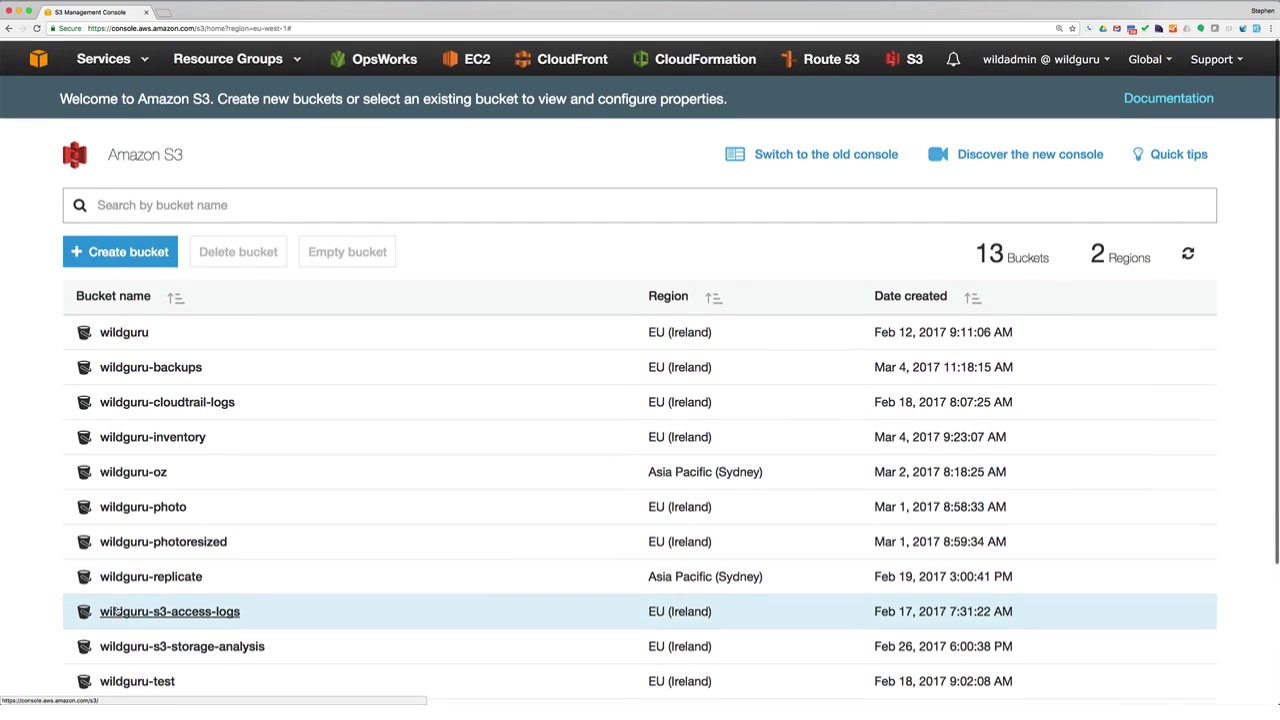 S3 Management Console
Stephen
Secure https://console.aws.amazon.com/s3/home?region=eu-west-1#
Services Resource Groups OpsWorks EC2 CloudFront CloudFormation Route 53 S3 wildadmin @ wildguru Global Support
Welcome to Amazon S3. Create new buckets or select an existing bucket to view and configure properties. Documentation
Amazon S3 Switch to the old console Discover the new console Quick tips
Search by bucket name
+ Create bucket Delete bucket Empty bucket 13 Buckets 2 Regions
Bucket name Region Date created
wildguru EU (Ireland) Feb 12, 2017 9:11:06 AM
wildguru-backups EU (Ireland) Mar 4, 2017 11:18:15 AM
wildguru-cloudtrail-logs EU (Ireland) Feb 18, 2017 8:07:25 AM
wildguru-inventory EU (Ireland) Mar 4, 2017 9:23:07 AM
wildguru-oz Asia Pacific (Sydney) Mar 2, 2017 8:18:25 AM
wildguru-photo EU (Ireland) Mar 1, 2017 8:58:33 AM
wildguru-photoresized EU (Ireland) Mar 1, 2017 8:59:34 AM
wildguru-replicate Asia Pacific (Sydney) Feb 19, 2017 3:00:41 PM
wildguru-s3-access-logs EU (Ireland) Feb 17, 2017 7:31:22 AM
wildguru-s3-storage-analysis EU (Ireland) Feb 26, 2017 6:00:38 PM
wildguru-test EU (Ireland) Feb 18, 2017 9:02:08 AM
https://console.aws.amazon.com/s3/